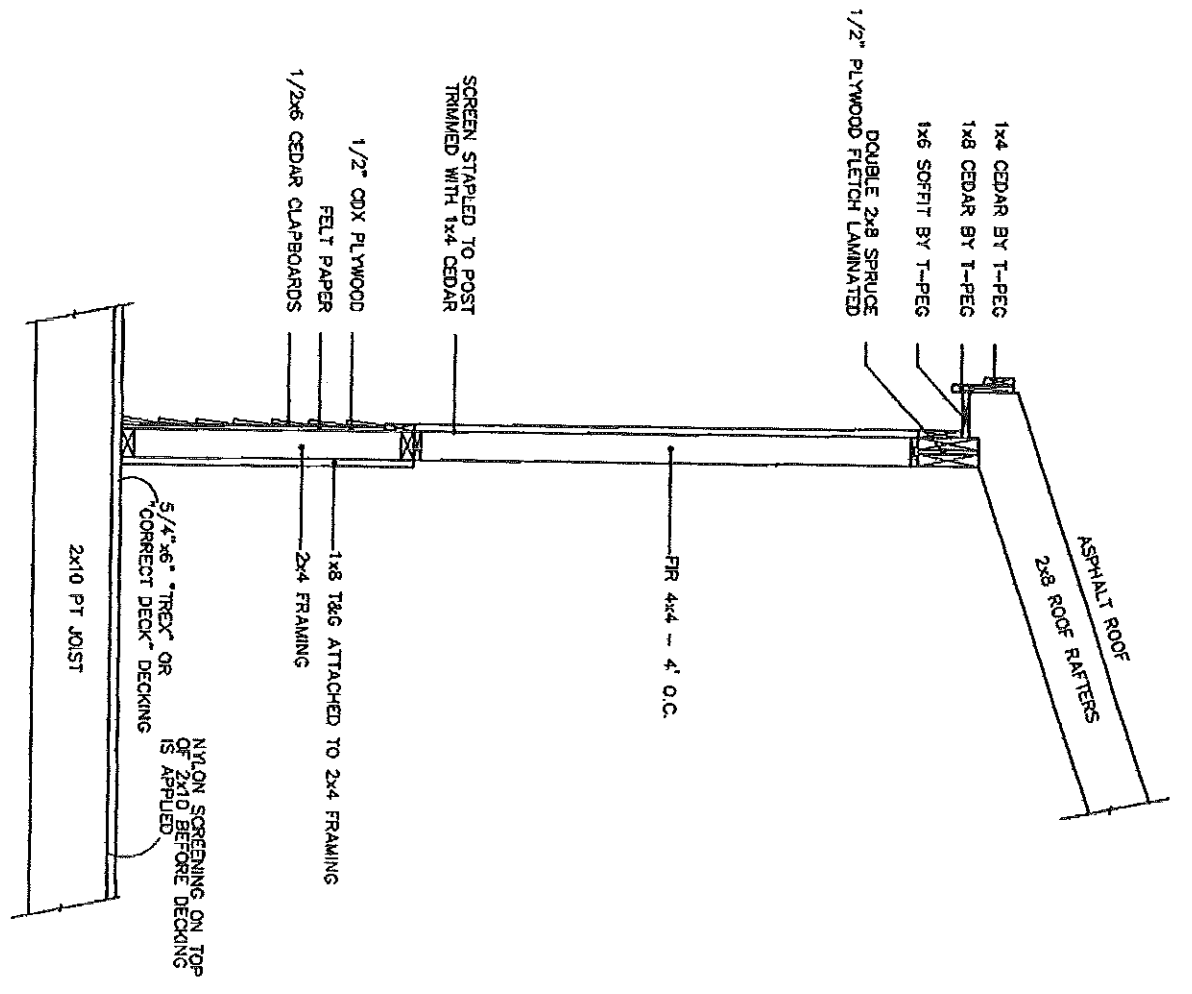 1x4 CEDAR BY T-PEG
1x8 CEDAR BY T-PEG
1x6 SOFFIT BY T-PEG
DOUBLE 2x8 SPRUCE
1/2" PLYWOOD FLETCH LAMINATED
SCREEN STAPLED TO POST
TRIMMED WITH 1x4 CEDAR
1/2" CDX PLYWOOD
FELT PAPER
1/2x6 CEDAR CLAPBOARDS
ASPHALT ROOF
2x8 ROOF RAFTERS
FIR 4x4 -- 4' O.C.
1x8 T&G ATTACHED TO 2x4 FRAMING
2x4 FRAMING
5/4"x6" "TREX" OR
"CORRECT DECK" DECKING
NYLON SCREENING ON TOP
OF 2x10 BEFORE DECKING
IS APPLIED
2x10 PT JOIST